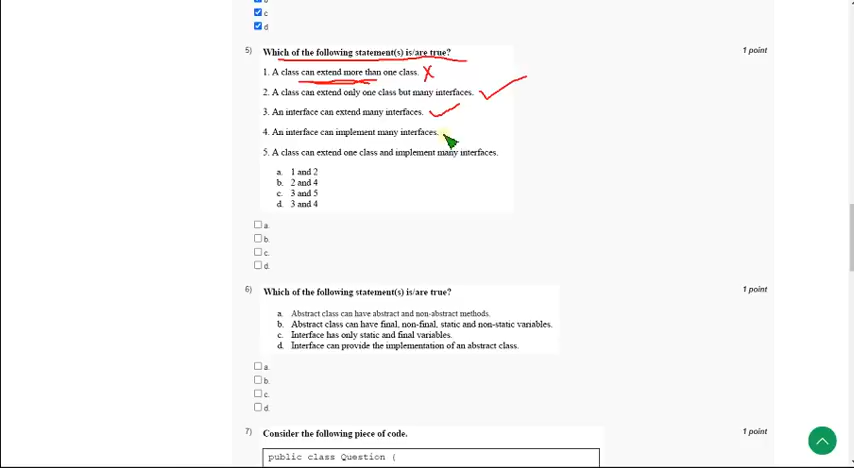 c.
d.
5) Which of the following statement(s) is/are true? 1 point
1. A class can extend more than one class.
2. A class can extend only one class but many interfaces.
3. An interface can extend many interfaces.
4. An interface can implement many interfaces.
5. A class can extend one class and implement many interfaces.
a. 1 and 2
b. 2 and 4
c. 3 and 5
d. 3 and 4
a.
b.
c.
d.
6) Which of the following statement(s) is/are true? 1 point
a. Abstract class can have abstract and non-abstract methods.
b. Abstract class can have final, non-final, static and non-static variables.
c. Interface has only static and final variables.
d. Interface can provide the implementation of an abstract class.
a.
b.
c.
d.
7) Consider the following piece of code. 1 point
public class Question {